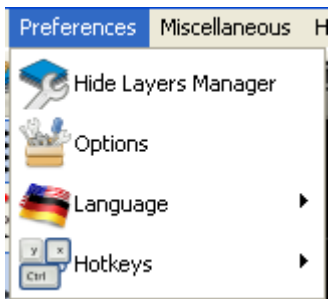 Preferences Miscellaneous H
Hide Layers Manager
Options
Language
y x
Ctrl
Hotkeys